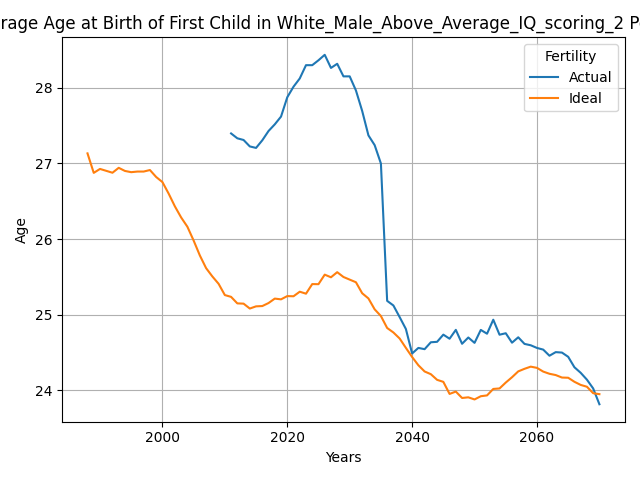 rage Age at Birth of First Child in White_Male_Above_Average_IQ_scoring_2 P
Fertility
Actual
Ideal
28
27
26
25
24
Age
2000 2020 2040 2060
Years